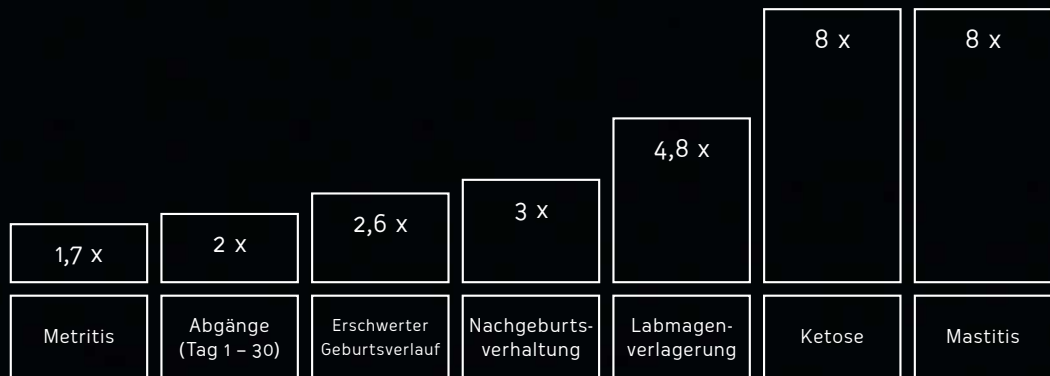 1,7 x
2 x
2,6 x
3 x
4,8 x
8 x
8 x
Metritis
Abgänge
(Tag 1 – 30)
Erschwerter
Geburtsverlauf
Nachgeburts-
verhaltung
Labmagen-
verlagerung
Ketose
Mastitis